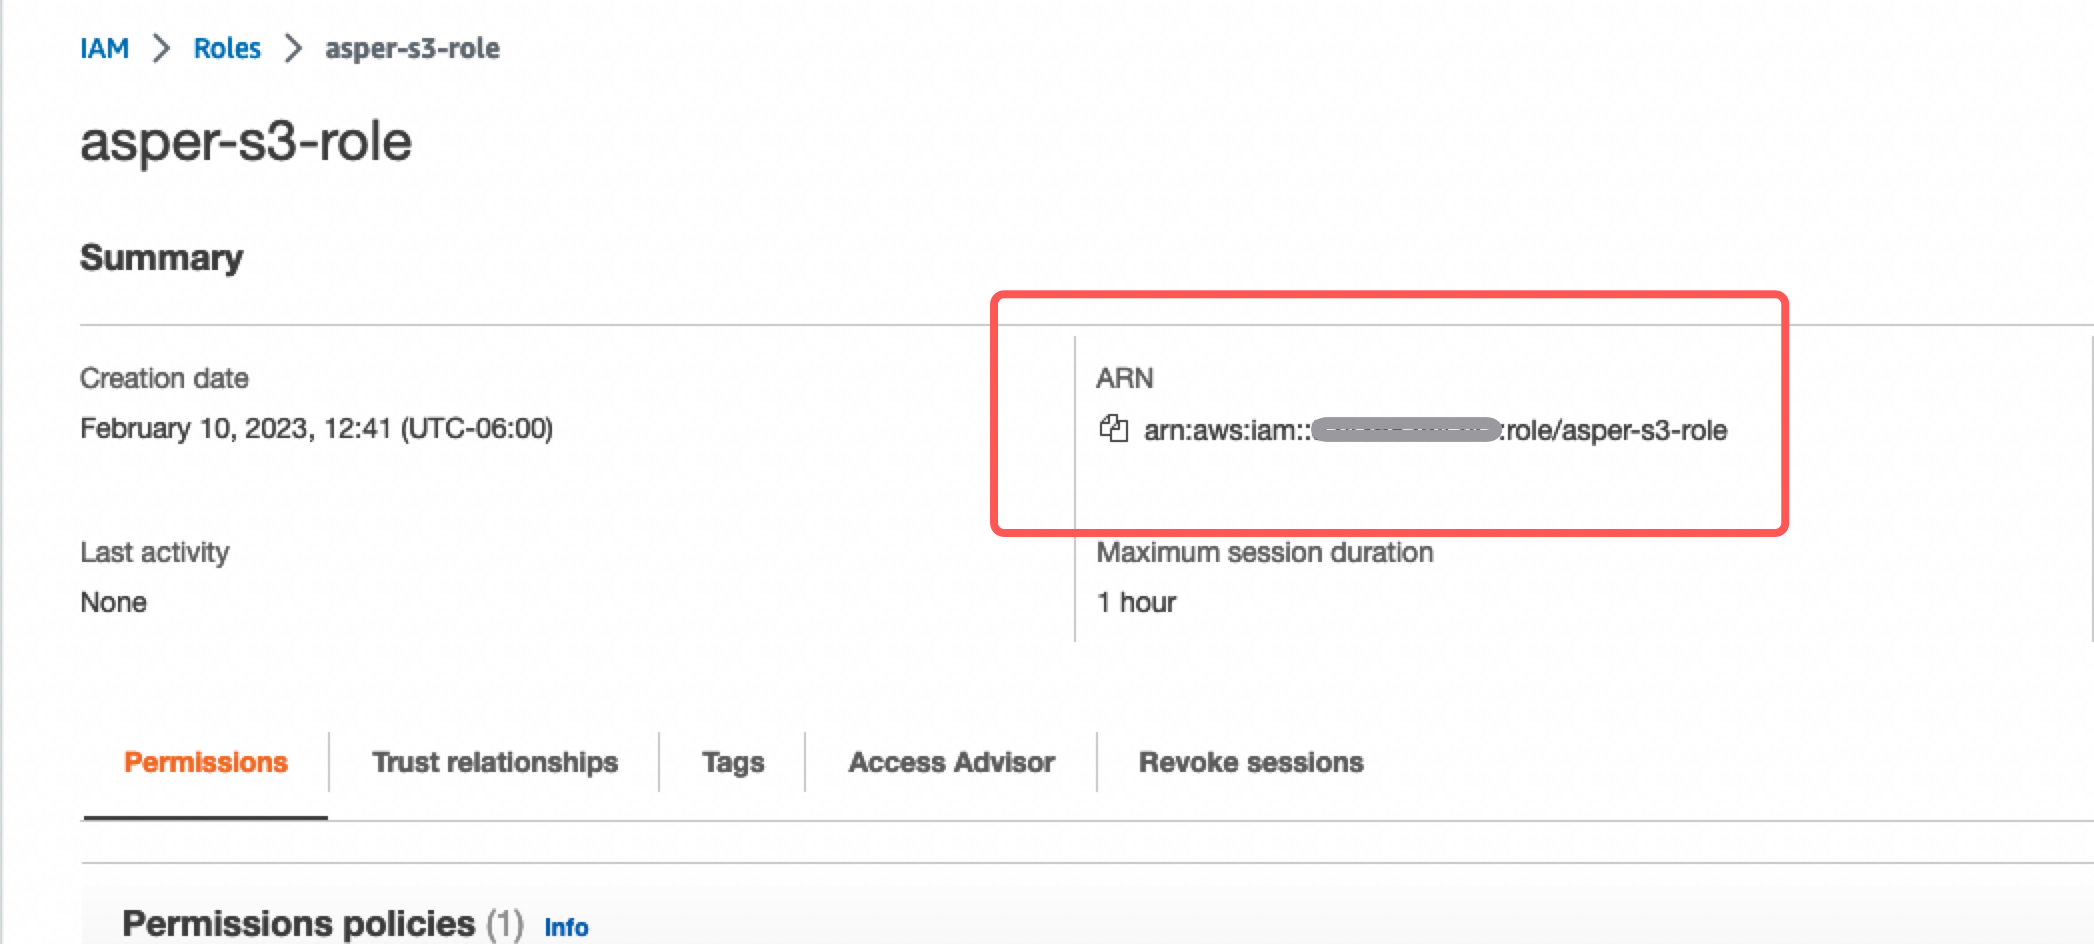 IAM > Roles > asper-s3-role
asper-s3-role
Summary
Creation date
February 10, 2023, 12:41 (UTC-06:00)
ARN
arn:aws:iam:: :role/asper-s3-role
Last activity
None
Maximum session duration
1 hour
Permissions
Trust relationships
Tags
Access Advisor
Revoke sessions
Permissions policies (1) Info